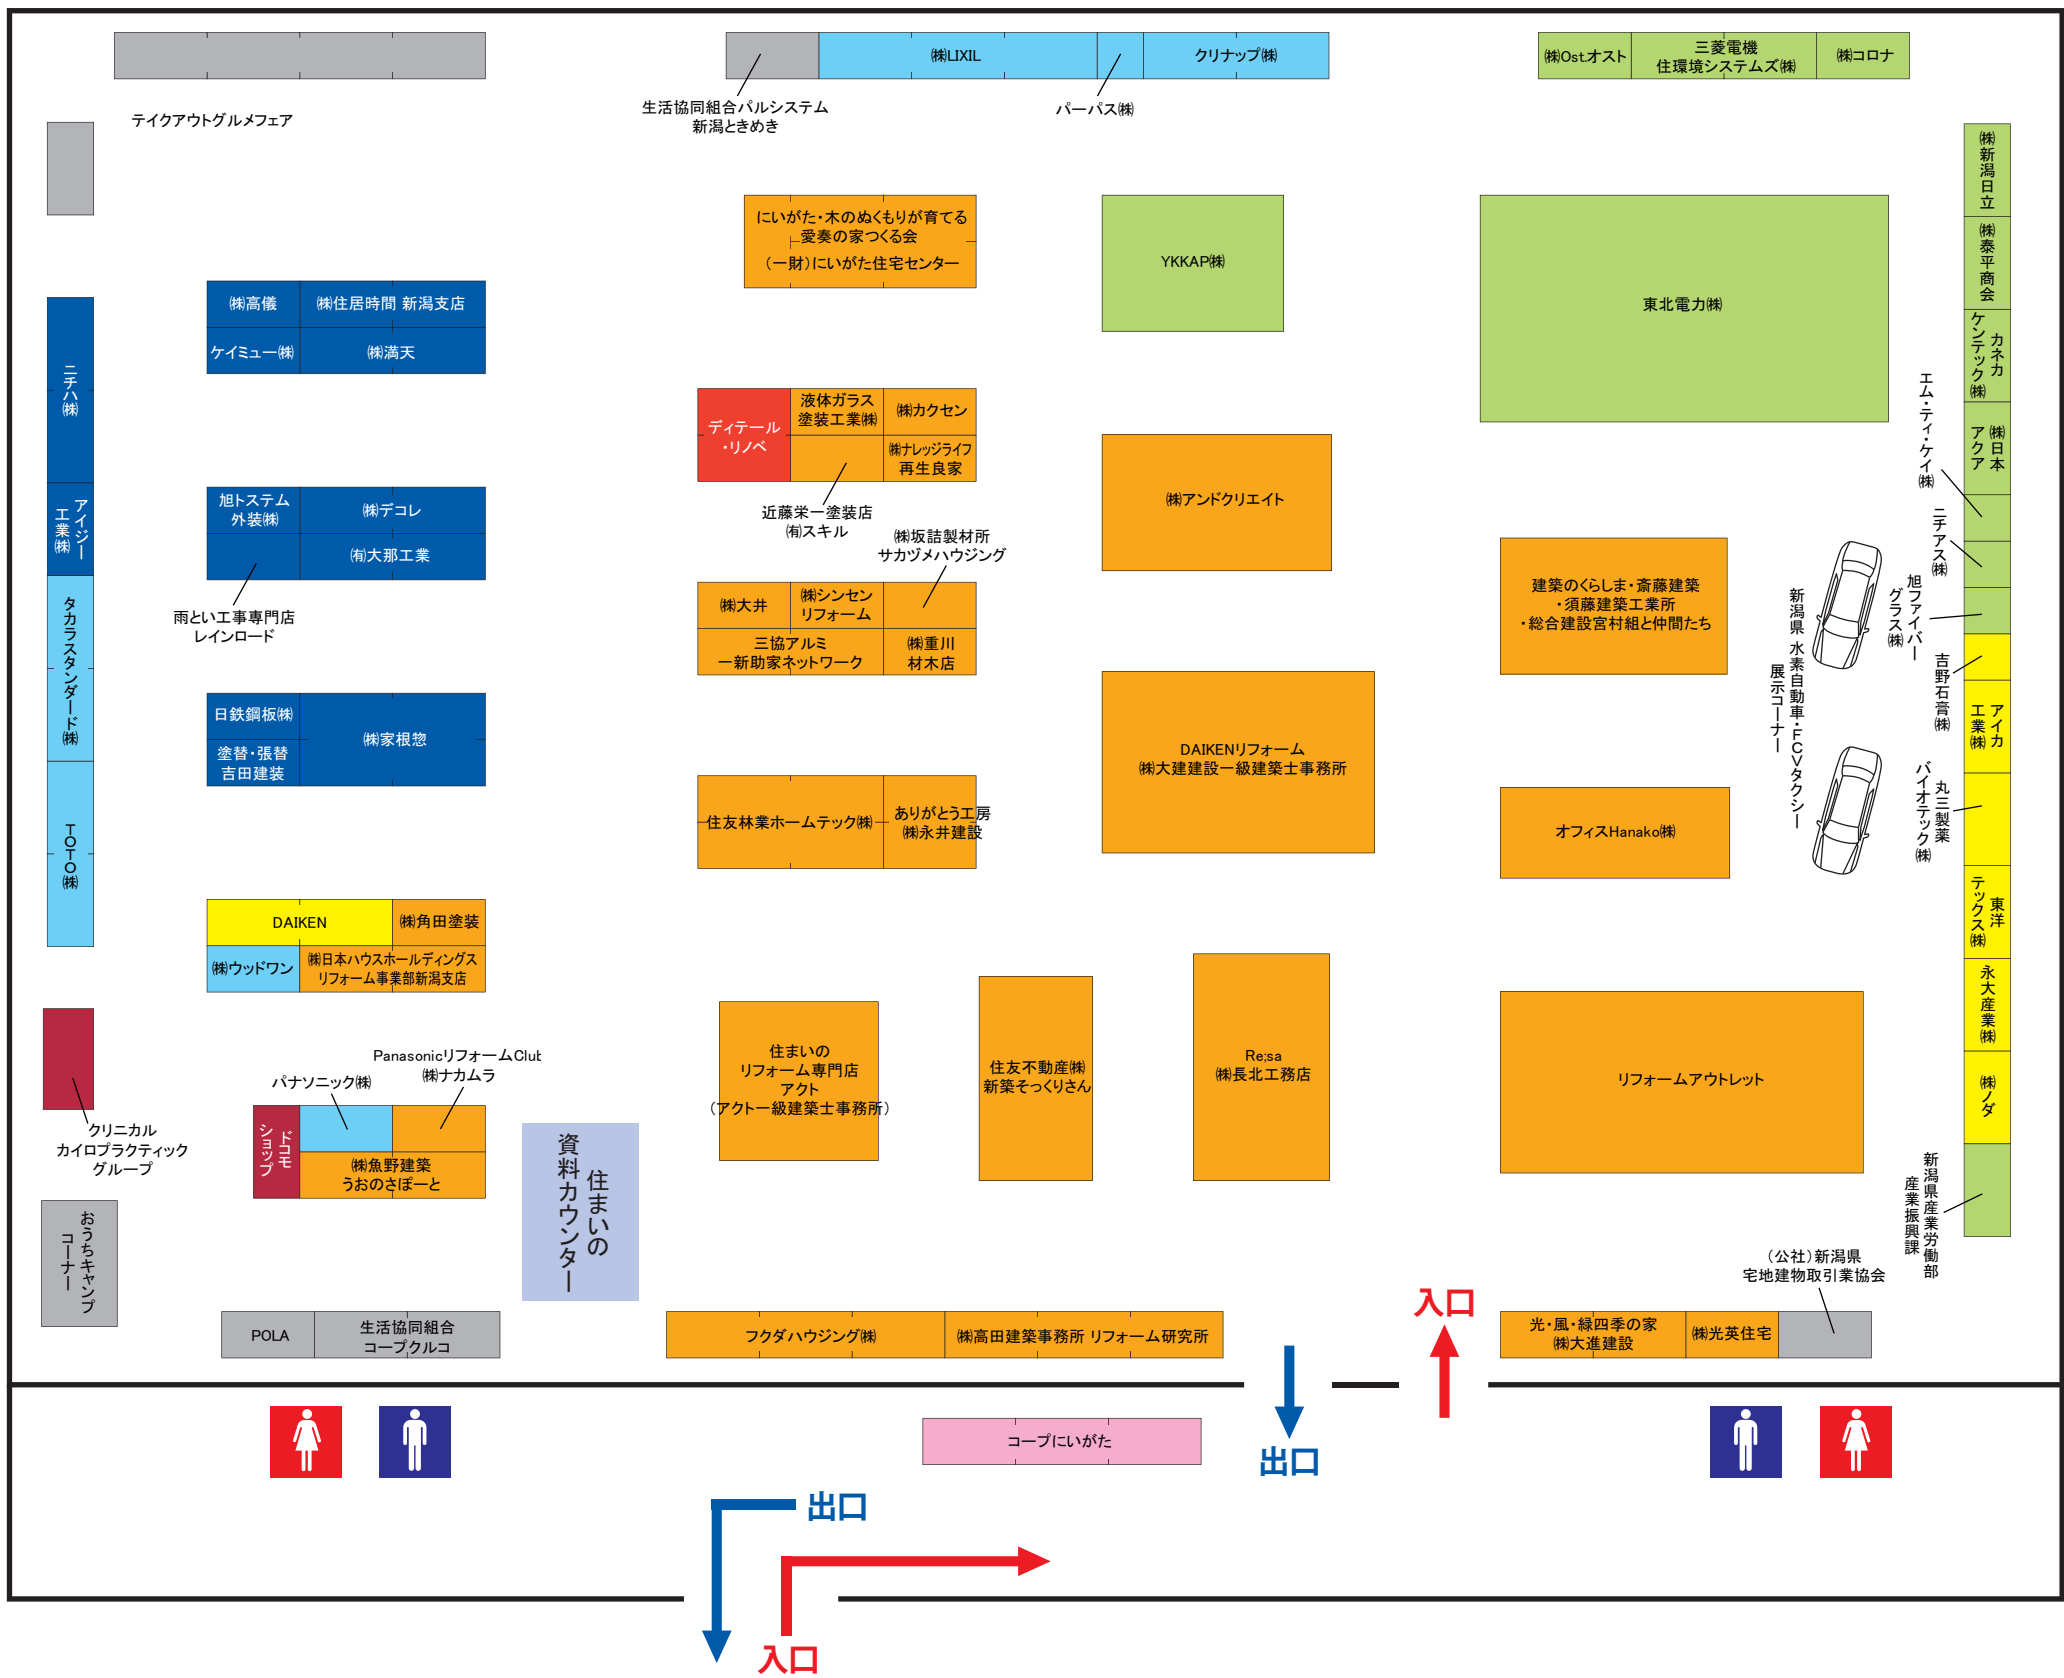 ㈱LIXIL
クリナップ㈱
㈱Ost.オスト
三菱電機
住環境システムズ㈱
㈱コロナ
生活協同組合パルシステム
新潟ときめき
パーパス㈱
テイクアウトグルメフェア
にいがた・木のぬくもりが育てる
愛奏の家つくる会
(一財)にいがた住宅センター
YKKAP㈱
東北電力㈱
㈱新潟日立
㈱泰平商会
カネカ
ケンテック㈱
㈱日本
アクア
エム・ティ・ケイ㈱
ニチアス㈱
旭ファイバー
グラス㈱
吉野石膏㈱
アイカ
工業㈱
丸三製薬
バイオテック㈱
東洋
テックス㈱
永大産業㈱
㈱ノダ
新潟県産業労働部
産業振興課
㈱高儀
㈱住居時間 新潟支店
ケイミュー㈱
㈱満天
ニチハ㈱
アイジー
工業㈱
タカラスタンダード㈱
TOTO㈱
旭トステム
外装㈱
㈱デコレ
㈲大那工業
雨とい工事専門店
レインロード
日鉄鋼板㈱
塗替・張替
吉田建装
㈱家根惣
DAIKEN
㈱角田塗装
㈱ウッドワン
㈱日本ハウスホールディングス
リフォーム事業部新潟支店
ディテール
・リノベ
液体ガラス
塗装工業㈱
㈱カクセン
㈱ナレッジライフ
再生良家
近藤栄一塗装店
㈲スキル
㈱坂詰製材所
サカヅメハウジング
㈱大井
㈱シンセン
リフォーム
三協アルミ
一新助家ネットワーク
㈱重川
材木店
住友林業ホームテック㈱
ありがとう工房
㈱永井建設
㈱アンドクリエイト
DAIKENリフォーム
㈱大建建設一級建築士事務所
建築のくらしま・斎藤建築
・須藤建築工業所
・総合建設宮村組と仲間たち
新潟県 水素自動車・FCVタクシー
展示コーナー
オフィスHanako㈱
リフォームアウトレット
住まいの
リフォーム専門店
アクト
(アクト一級建築士事務所)
住友不動産㈱
新築そっくりさん
Re;sa
㈱長北工務店
PanasonicリフォームClub
㈱ナカムラ
パナソニック㈱
ドコモ
ショップ
㈱魚野建築
うおのさぽーと
クリニカル
カイロプラクティック
グループ
おうちキャンプ
コーナー
住まいの
資料カウンター
POLA
生活協同組合
コープクルコ
フクダハウジング㈱
㈱高田建築事務所 リフォーム研究所
入口
光・風・緑四季の家
㈱大進建設
㈱光英住宅
(公社)新潟県
宅地建物取引業協会
コープにいがた
出口
出口
入口